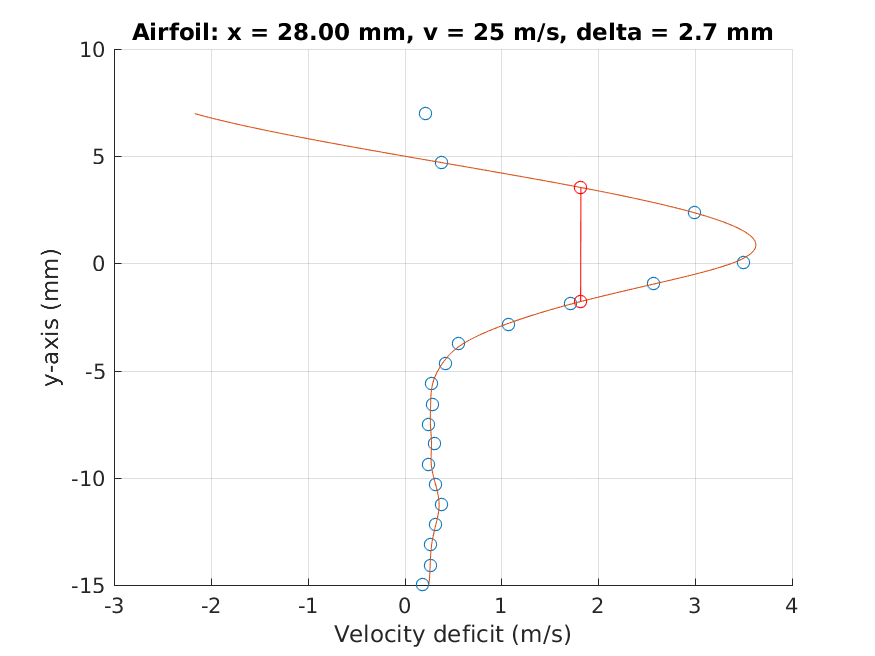 Airfoil: x = 28.00 mm, v = 25 m/s, delta = 2.7 mm
10
5
0
-5
-10
-15
y-axis (mm)
-3 -2 -1 0 1 2 3 4
Velocity deficit (m/s)